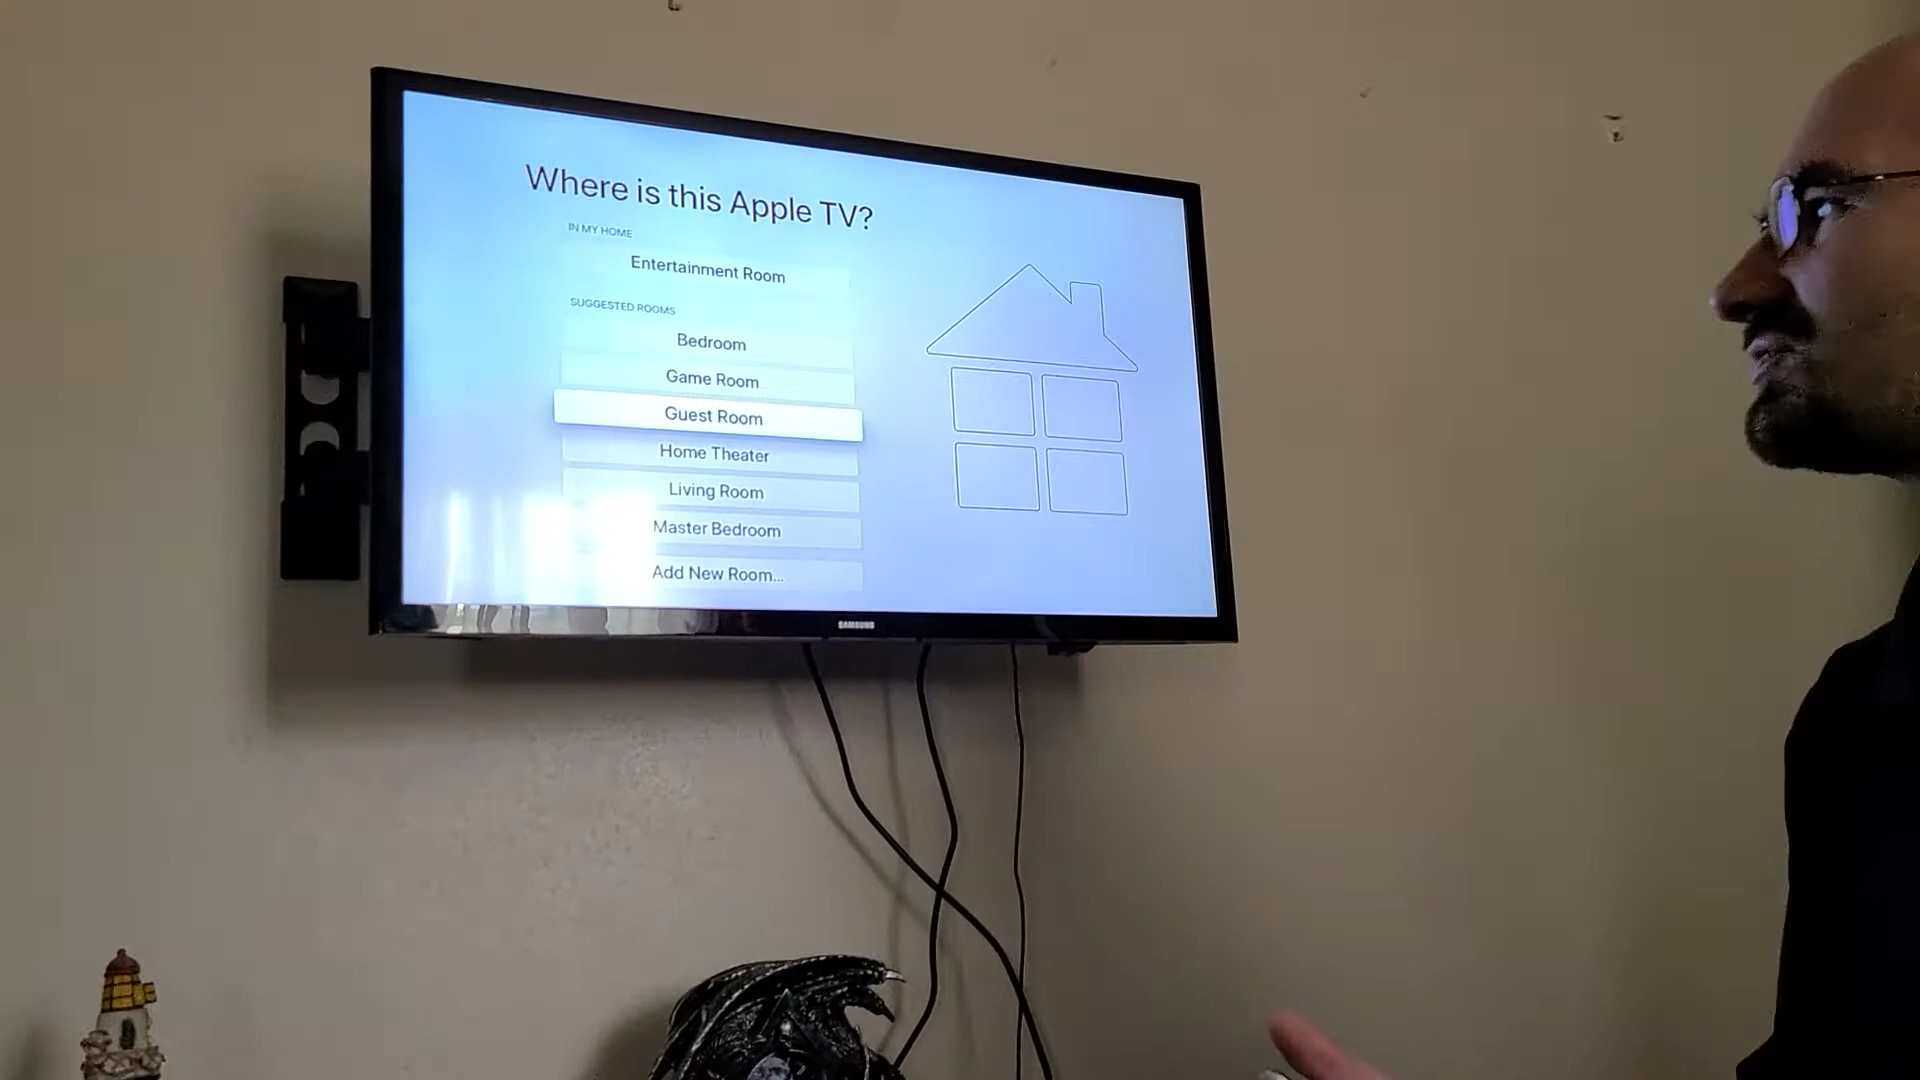 Where is this Apple TV?
IN MY HOME
Entertainment Room
SUGGESTED ROOMS
Bedroom
Game Room
Guest Room
Home Theater
Living Room
Master Bedroom
Add New Room...
SAMSUNG